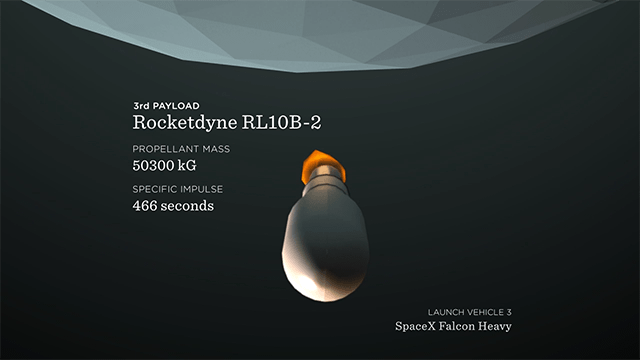 3rd PAYLOAD
Rocketdyne RL10B-2
PROPELLANT MASS
50300 kG
SPECIFIC IMPULSE
466 seconds
LAUNCH VEHICLE 3
SpaceX Falcon Heavy